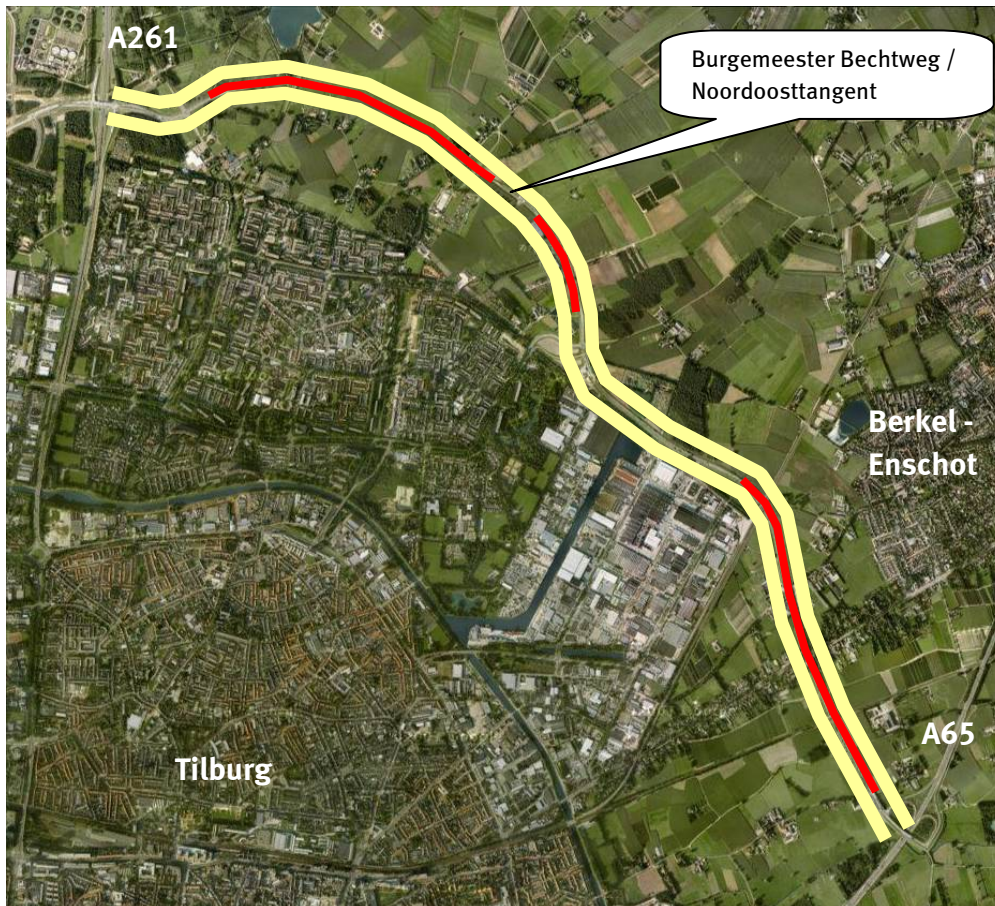 A261
Burgemeester Bechtweg /
Noordoosttangent
Berkel -
Enschot
A65
Tilburg